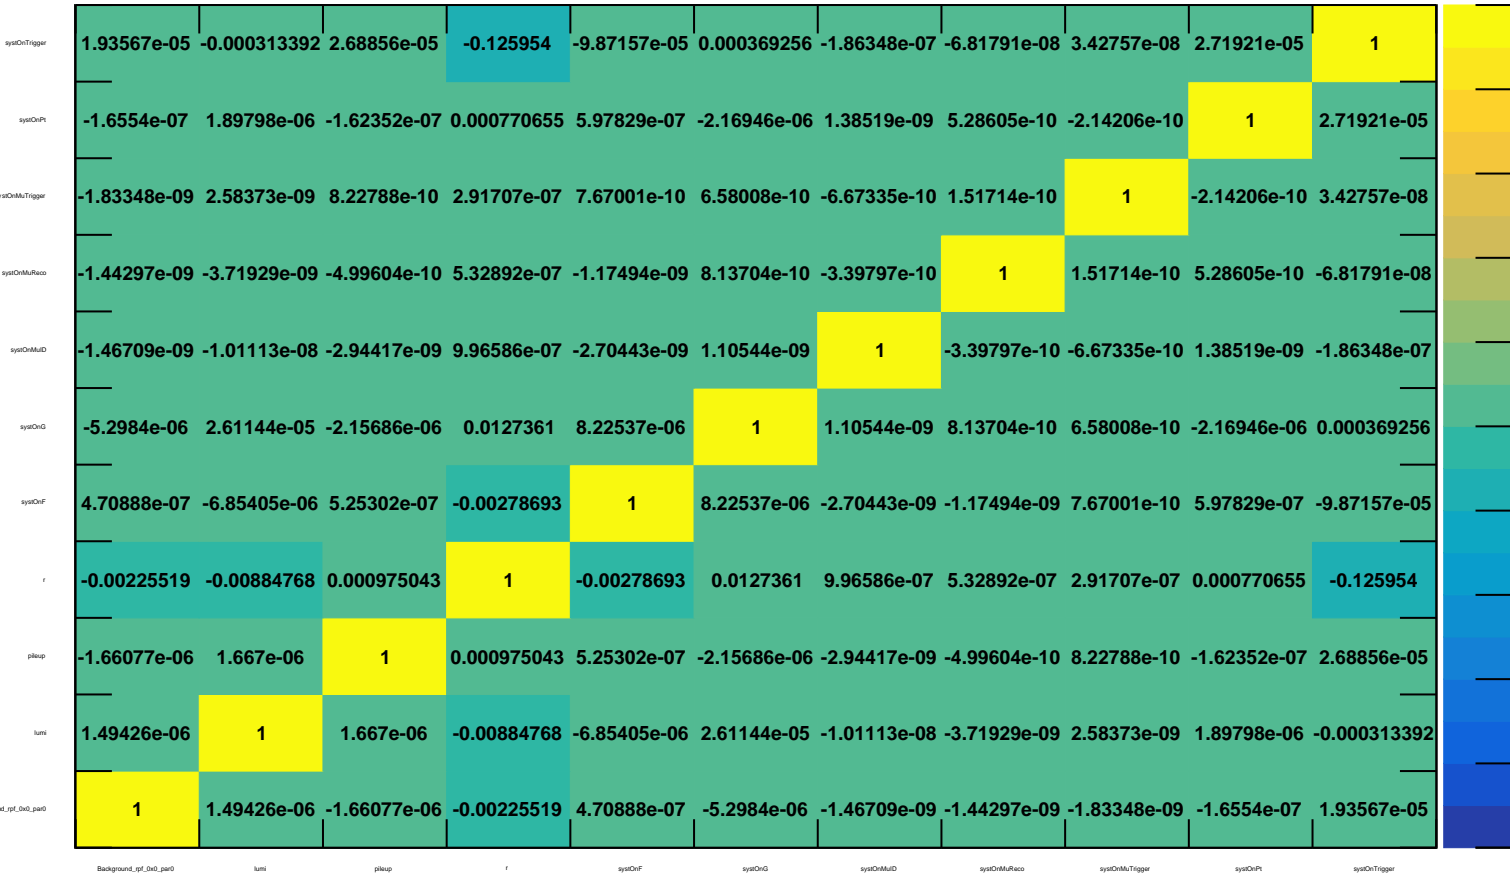 systOnTrigger 1.93567e-05 -0.000313392 2.68856e-05 -0.125954 -9.87157e-05 0.000369256 -1.86348e-07 -6.81791e-08 3.42757e-08 2.71921e-05 1
systOnPt -1.6554e-07 1.89798e-06 -1.62352e-07 0.000770655 5.97829e-07 -2.16946e-06 1.38519e-09 5.28605e-10 -2.14206e-10 1 2.71921e-05
ystOnMuTrigger -1.83348e-09 2.58373e-09 8.22788e-10 2.91707e-07 7.67001e-10 6.58008e-10 -6.67335e-10 1.51714e-10 1 -2.14206e-10 3.42757e-08
systOnMuReco -1.44297e-09 -3.71929e-09 -4.99604e-10 5.32892e-07 -1.17494e-09 8.13704e-10 -3.39797e-10 1 1.51714e-10 5.28605e-10 -6.81791e-08
systOnMuID -1.46709e-09 -1.01113e-08 -2.94417e-09 9.96586e-07 -2.70443e-09 1.10544e-09 1 -3.39797e-10 -6.67335e-10 1.38519e-09 -1.86348e-07
systOnG -5.2984e-06 2.61144e-05 -2.15686e-06 0.0127361 8.22537e-06 1 1.10544e-09 8.13704e-10 6.58008e-10 -2.16946e-06 0.000369256
systOnF 4.70888e-07 -6.85405e-06 5.25302e-07 -0.00278693 1 8.22537e-06 -2.70443e-09 -1.17494e-09 7.67001e-10 5.97829e-07 -9.87157e-05
r -0.00225519 -0.00884768 0.000975043 1 -0.00278693 0.0127361 9.96586e-07 5.32892e-07 2.91707e-07 0.000770655 -0.125954
pileup -1.66077e-06 1.667e-06 1 0.000975043 5.25302e-07 -2.15686e-06 -2.94417e-09 -4.99604e-10 8.22788e-10 -1.62352e-07 2.68856e-05
lumi 1.49426e-06 1 1.667e-06 -0.00884768 -6.85405e-06 2.61144e-05 -1.01113e-08 -3.71929e-09 2.58373e-09 1.89798e-06 -0.000313392
d_rpf_0x0_par0 1 1.49426e-06 -1.66077e-06 -0.00225519 4.70888e-07 -5.2984e-06 -1.46709e-09 -1.44297e-09 -1.83348e-09 -1.6554e-07 1.93567e-05
Background_rpf_0x0_par0 lumi pileup r systOnF systOnG systOnMuID systOnMuReco systOnMuTrigger systOnPt systOnTrigger